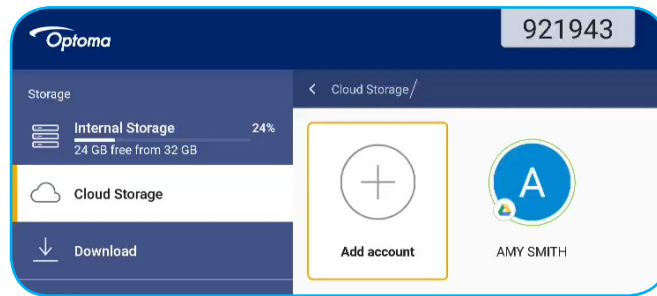 Optoma
921943
Storage
Internal Storage 24%
24 GB free from 32 GB
Cloud Storage
Download
< Cloud Storage/
Add account
A
AMY SMITH